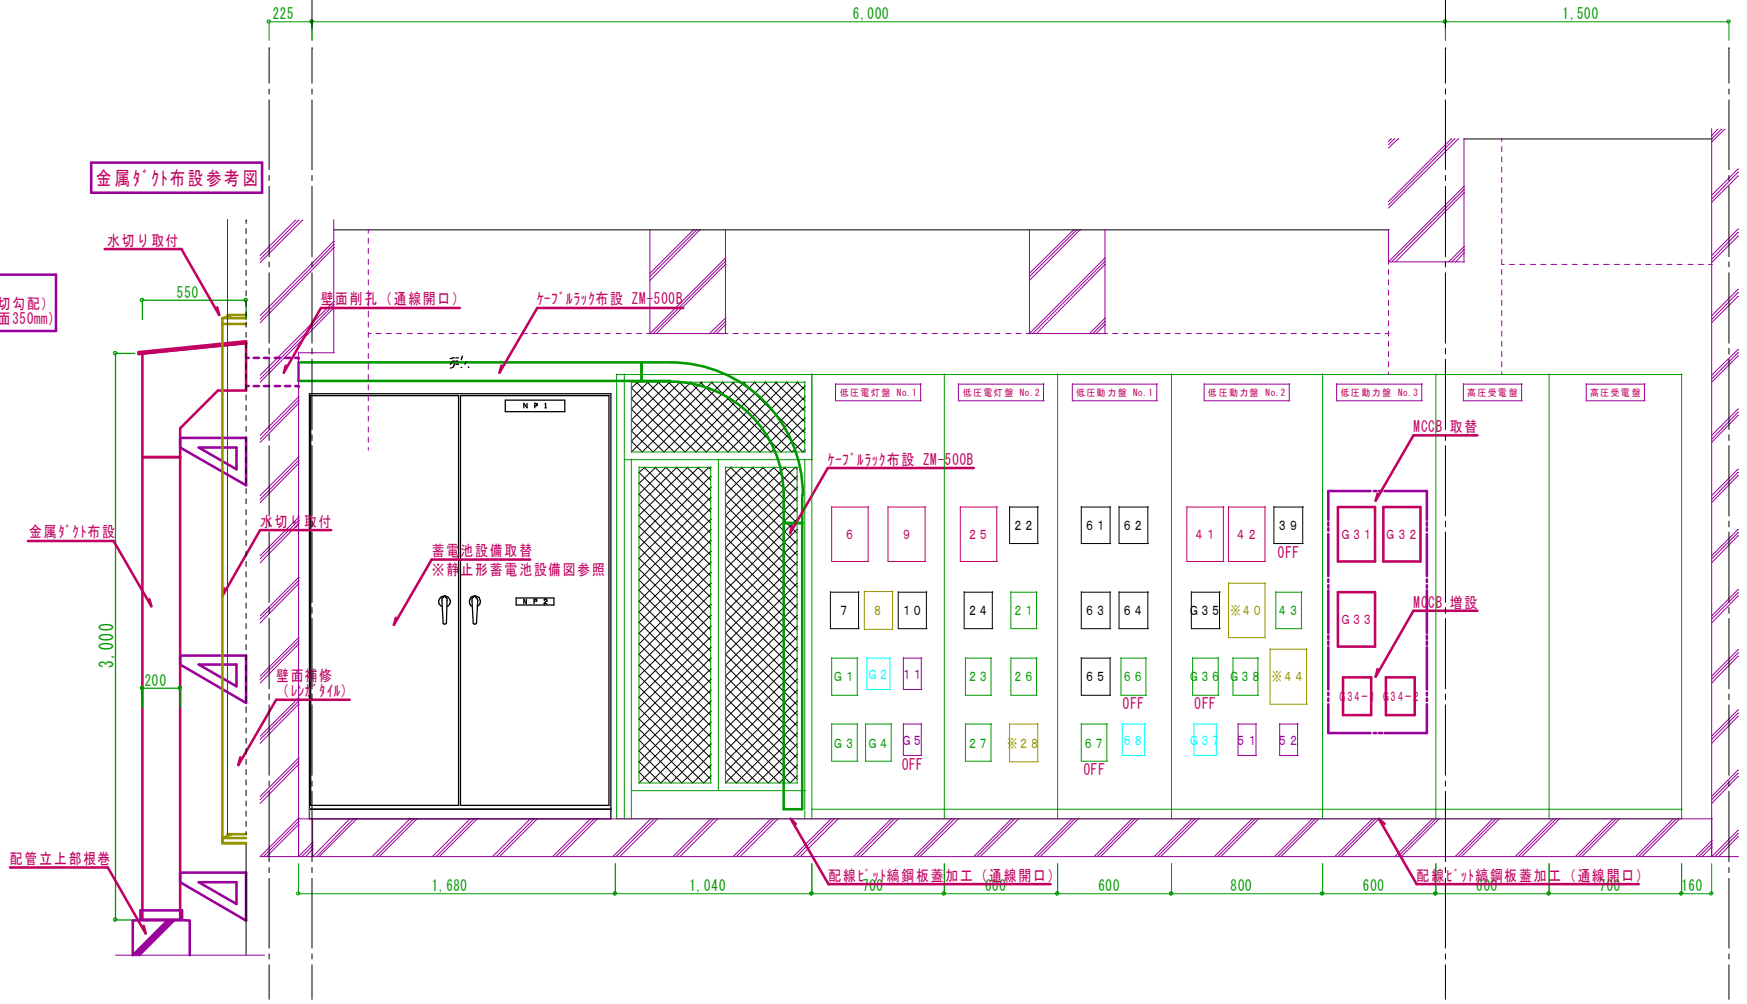 225
6,000
1,500
金属ダクト布設参考図
水切り取付
切勾配)
面350mm)
550
壁面削孔 (通線開口)
ケーブルラック布設 ZM-500B
NP1
低圧電灯盤 No.1
低圧電灯盤 No.2
低圧動力盤 No.1
低圧動力盤 No.2
低圧動力盤 No.3
高圧受電盤
高圧受電盤
MCCB 取替
ケーブルラック布設 ZM-500B
金属ダクト布設
水切り取付
蓄電池設備取替
※静止形蓄電池設備図参照
6
9
25
22
61
62
41
42
39
OFF
G31
G32
NP2
7
8
10
24
21
63
64
G35
※40
43
G33
MCCB 増設
3,000
200
壁面補修
(レンガタイル)
G1
G2
11
23
26
65
66
OFF
G36
OFF
G38
※44
G34-1
G34-2
G3
G4
G5
OFF
27
※28
67
OFF
68
G37
51
52
配管立上部根巻
配線ピット縞鋼板蓋加工 (通線開口)
配線ピット縞鋼板蓋加工 (通線開口)
1,680
1,040
700
600
600
800
600
600
700
160